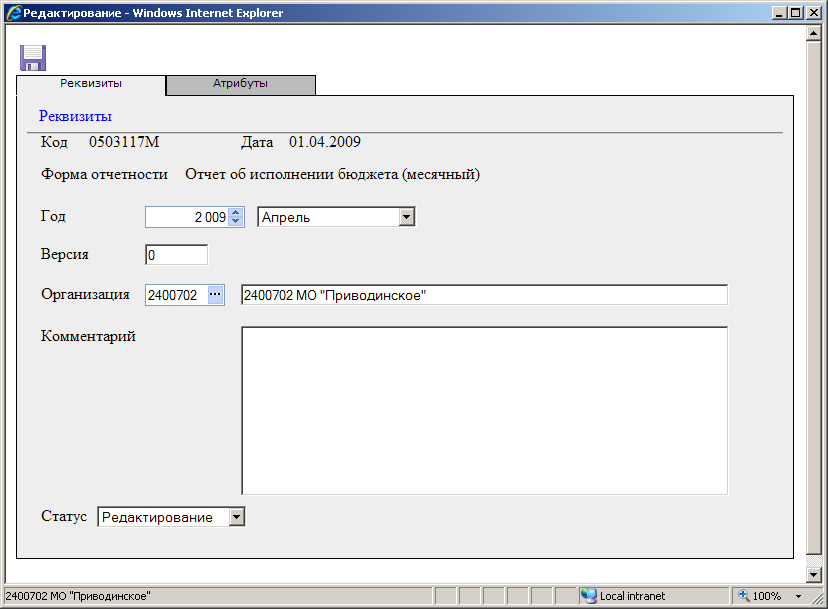 Редактирование - Windows Internet Explorer
Реквизиты Атрибуты
Реквизиты
Код 0503117М Дата 01.04.2009
Форма отчетности Отчет об исполнении бюджета (месячный)
Год 2 009 Апрель
Версия 0
Организация 2400702 ... 2400702 МО "Приводинское"
Комментарий
Статус Редактирование
2400702 МО "Приводинское" Local intranet 100%